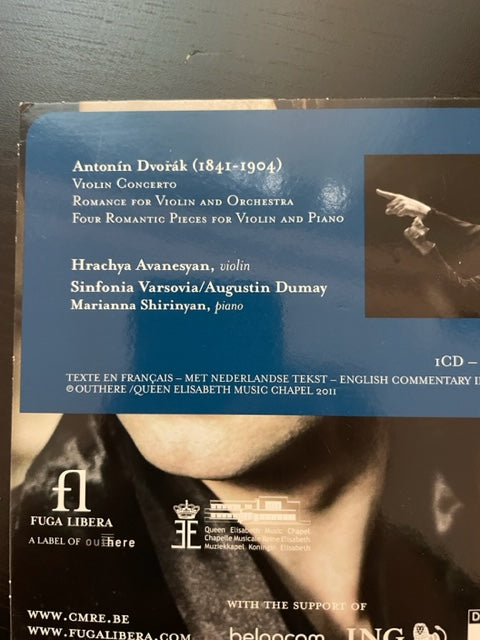 Antonín Dvořák (1841-1904)
Violin Concerto
Romance for Violin and Orchestra
Four Romantic Pieces for Violin and Piano
Hrachya Avanesyan, violin
Sinfonia Varsovia/Augustin Dumay
Marianna Shirinyan, piano
1CD –
TEXTE EN FRANÇAIS – MET NEDERLANDSE TEKST – ENGLISH COMMENTARY
℗ OUTHERE /QUEEN ELISABETH MUSIC CHAPEL 2011
fl
FUGA LIBERA
A LABEL OF outhere
Queen Elisabeth Music Chapel
Chapelle Musicale Reine Elisabeth
Muziekkapel Koningin Elisabeth
WWW.CMRE.BE
WWW.FUGALIBERA.COM
WITH THE SUPPORT OF
belgacom
ING